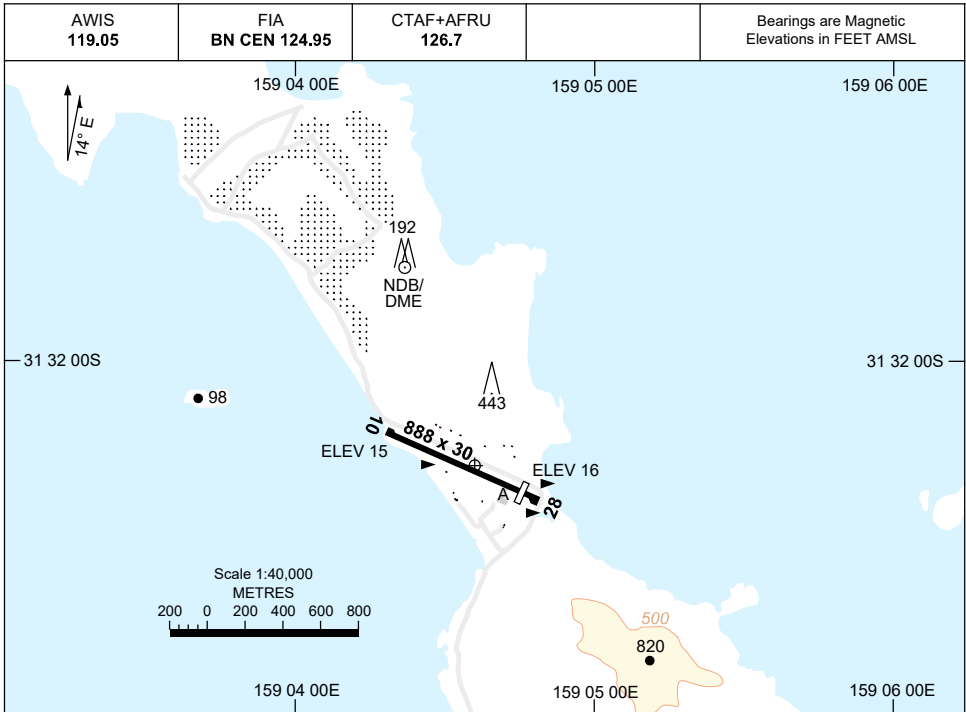 AWIS
119.05
FIA
BN CEN 124.95
CTAF+AFRU
126.7
Bearings are Magnetic
Elevations in FEET AMSL
159 04 00E
159 05 00E
159 06 00E
14° E
192
NDB/
DME
31 32 00S
31 32 00S
98
443
10
888 x 30
ELEV 15
ELEV 16
A
28
Scale 1:40,000
METRES
200 0 200 400 600 800
500
820
159 04 00E
159 05 00E
159 06 00E